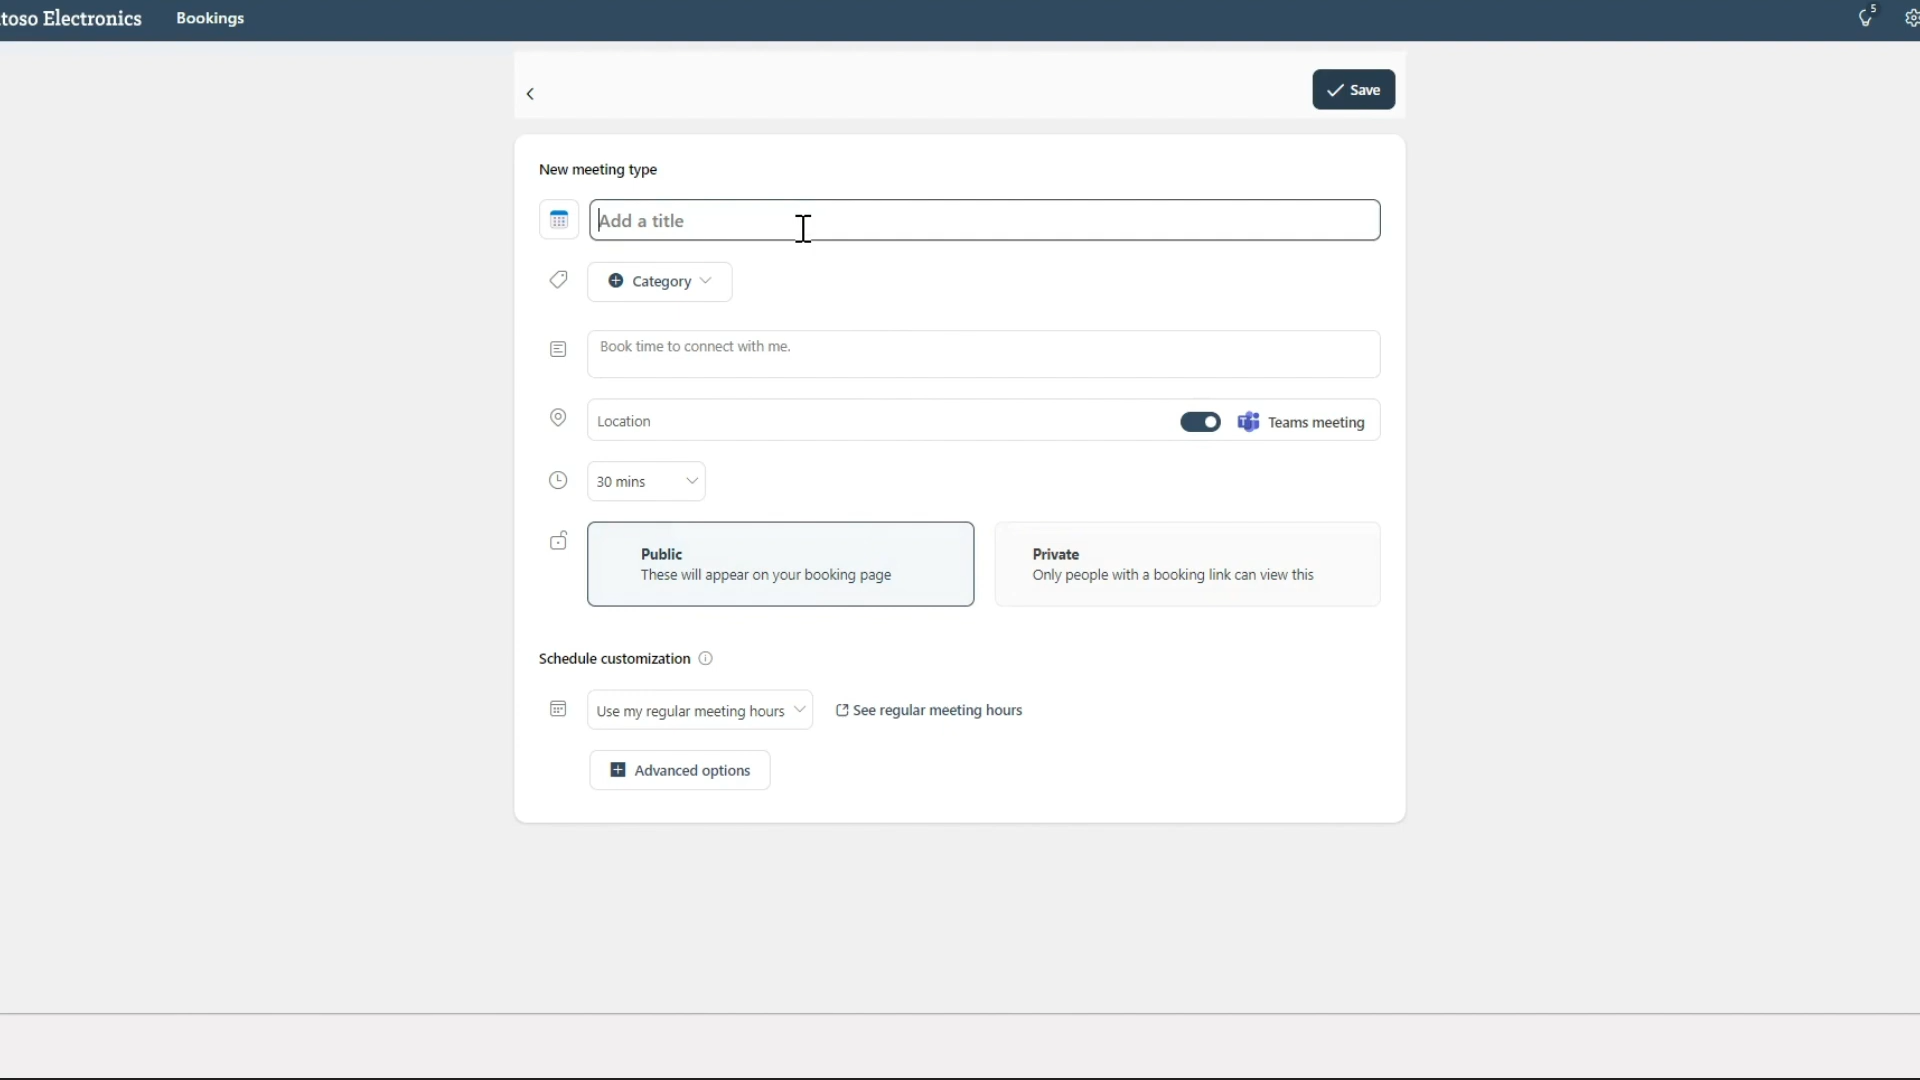 toso Electronics
Bookings
5
Save
New meeting type
Add a title
Category
Book time to connect with me.
Location
Teams meeting
30 mins
Public
These will appear on your booking page
Private
Only people with a booking link can view this
Schedule customization
Use my regular meeting hours
See regular meeting hours
Advanced options